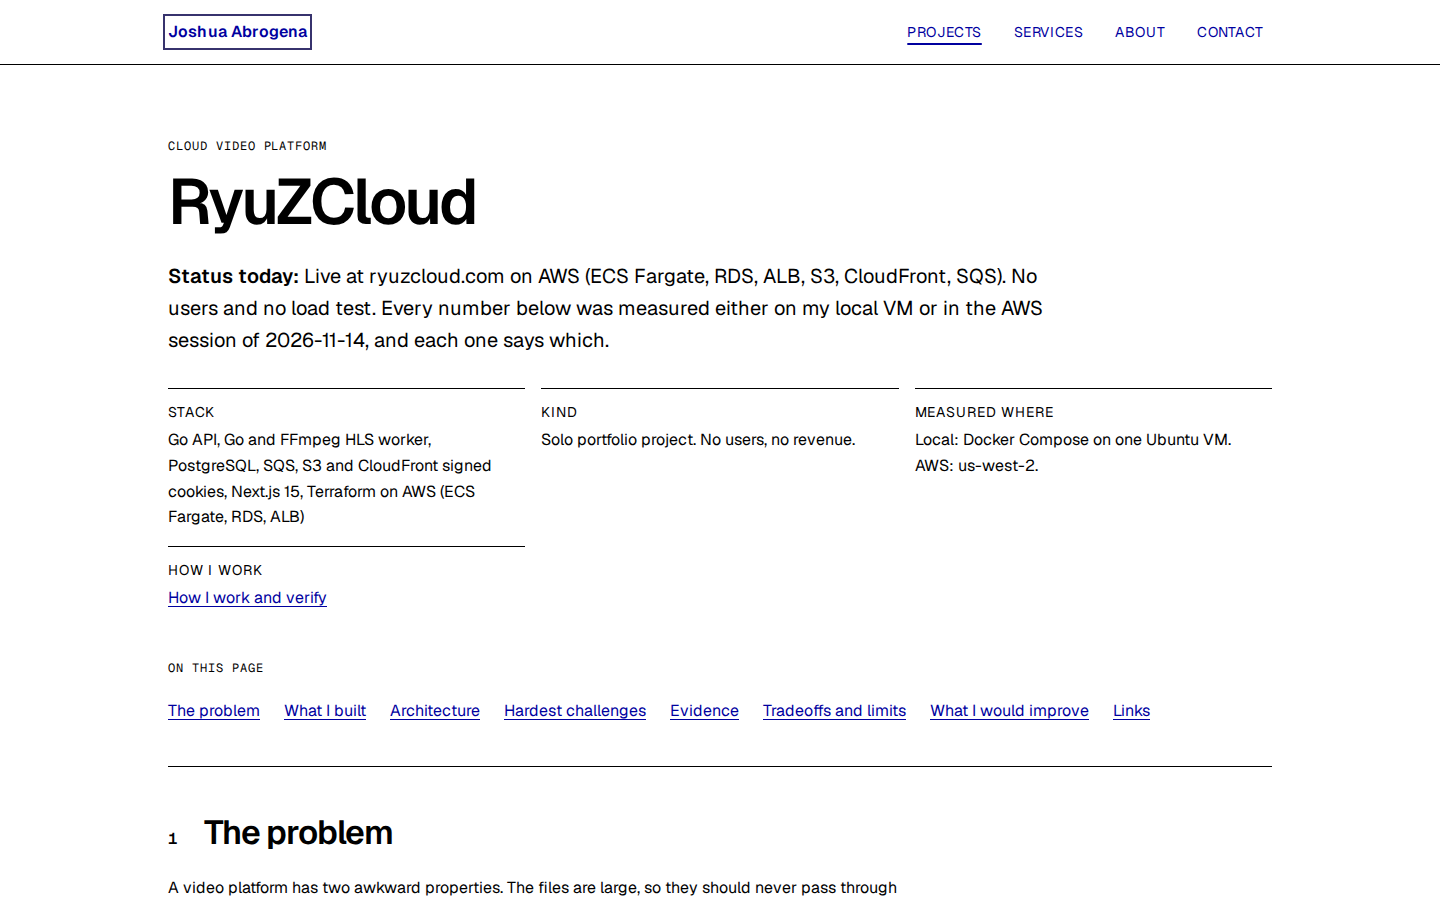 Joshua Abrogena
PROJECTS SERVICES ABOUT CONTACT
CLOUD VIDEO PLATFORM
RyuZCloud
Status today: Live at ryuzcloud.com on AWS (ECS Fargate, RDS, ALB, S3, CloudFront, SQS). No
users and no load test. Every number below was measured either on my local VM or in the AWS
session of 2026-11-14, and each one says which.
STACK
Go API, Go and FFmpeg HLS worker,
PostgreSQL, SQS, S3 and CloudFront signed
cookies, Next.js 15, Terraform on AWS (ECS
Fargate, RDS, ALB)
KIND
Solo portfolio project. No users, no revenue.
MEASURED WHERE
Local: Docker Compose on one Ubuntu VM.
AWS: us-west-2.
HOW I WORK
How I work and verify
ON THIS PAGE
The problem What I built Architecture Hardest challenges Evidence Tradeoffs and limits What I would improve Links
1 The problem
A video platform has two awkward properties. The files are large, so they should never pass through